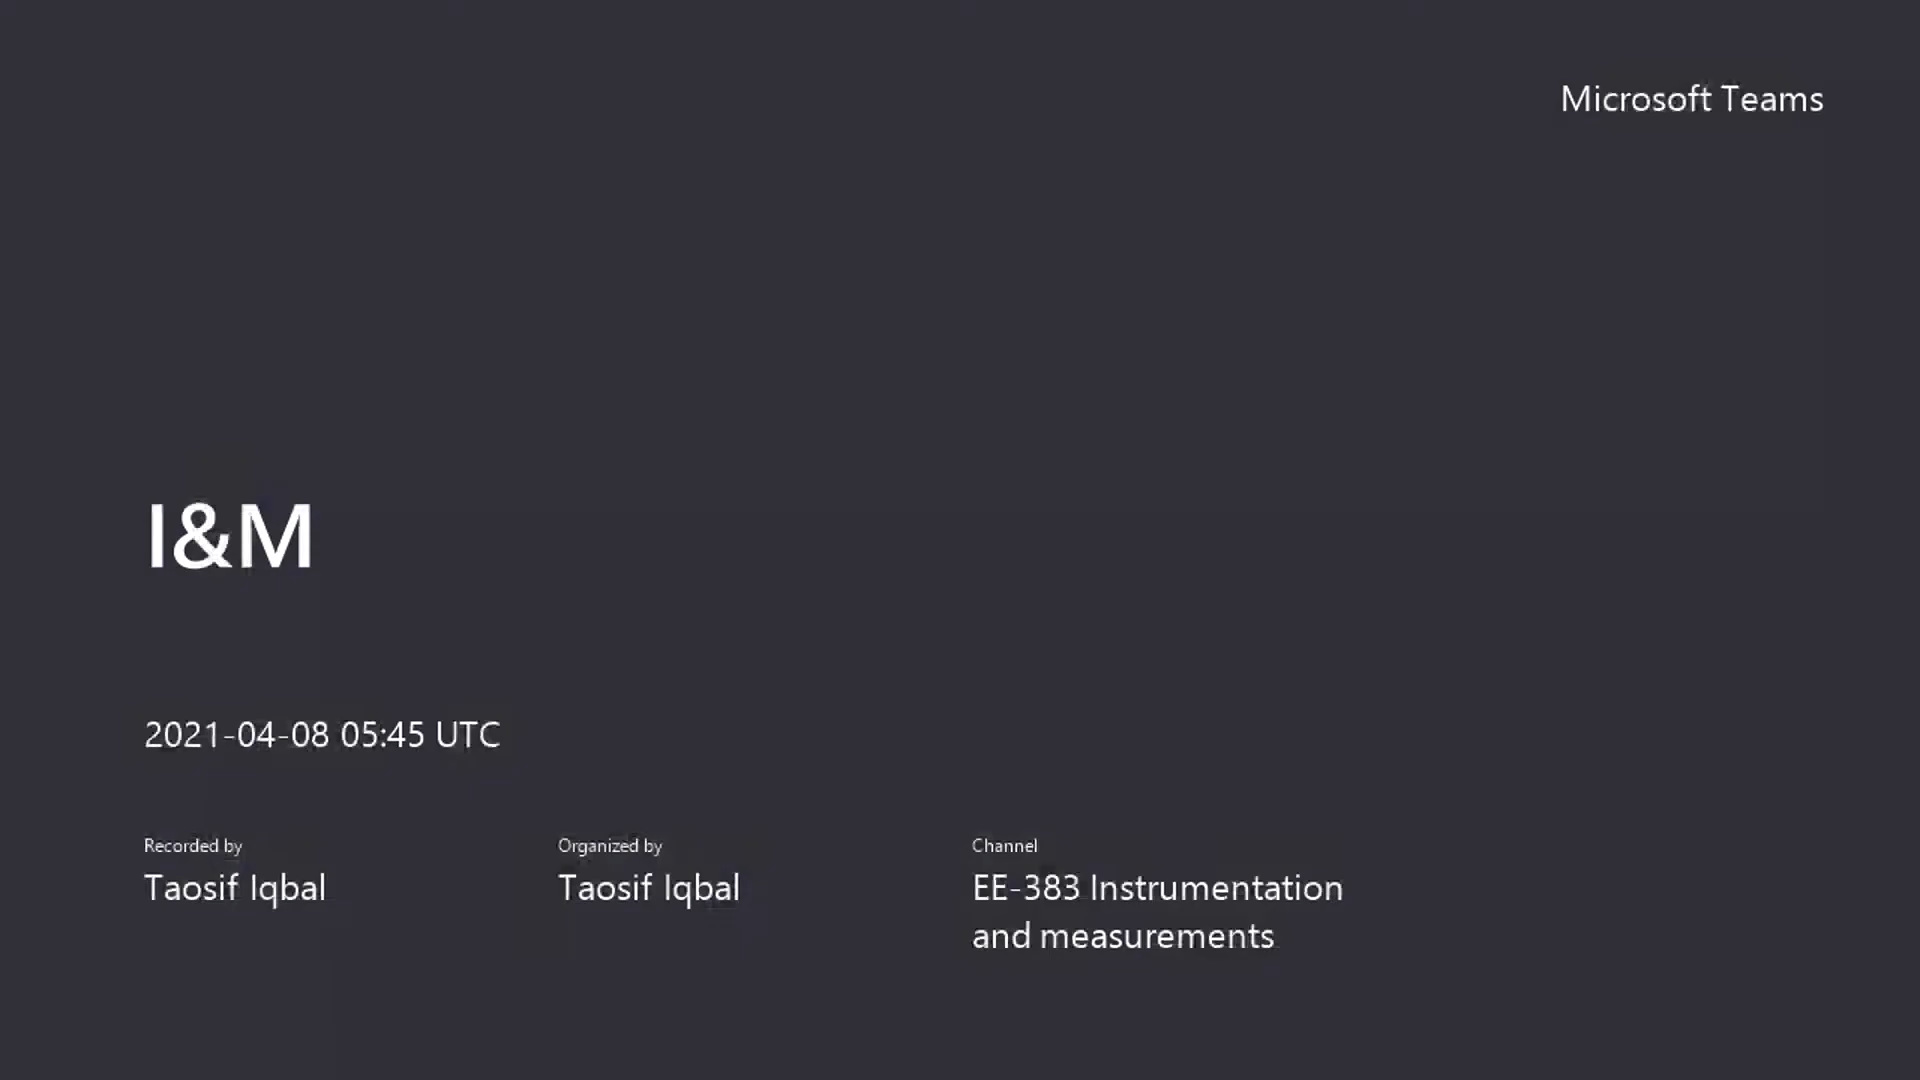 Microsoft Teams
I&M
2021-04-08 05:45 UTC
Recorded by
Taosif Iqbal
Organized by
Taosif Iqbal
Channel
EE-383 Instrumentation
and measurements